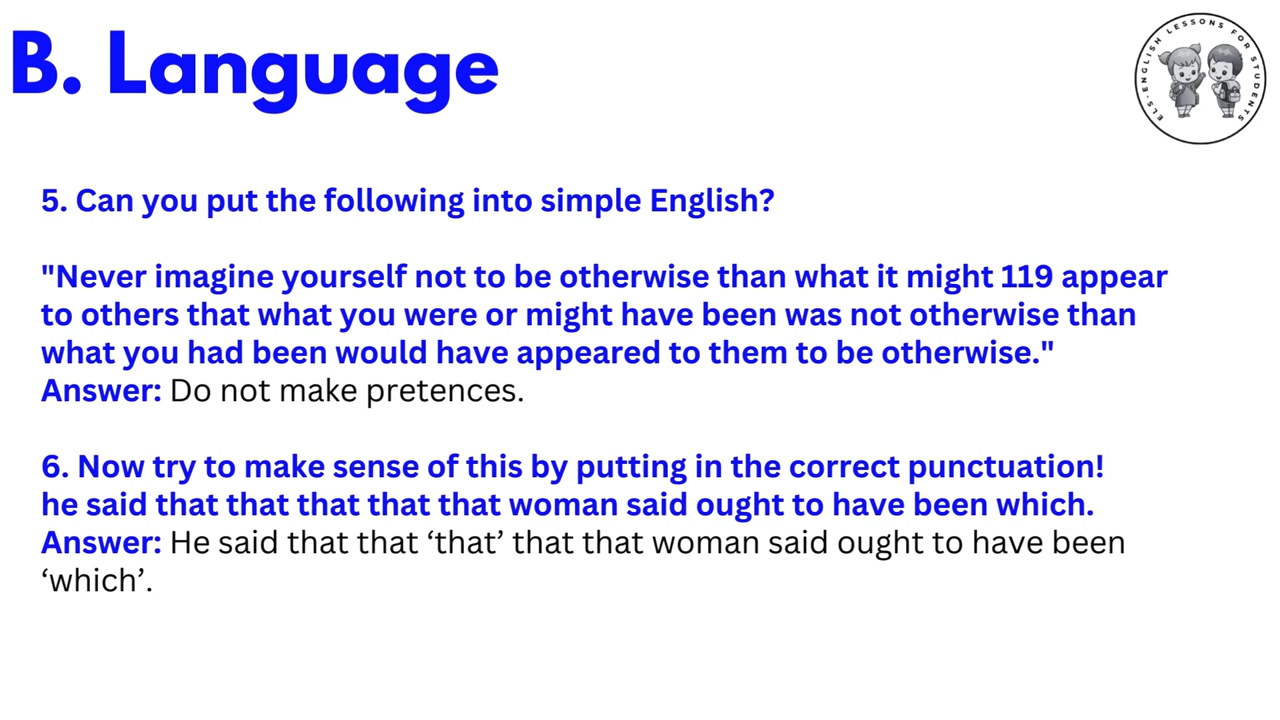 B. Language
ELS-ENGLISH LESSONS FOR STUDENTS
5. Can you put the following into simple English?
"Never imagine yourself not to be otherwise than what it might 119 appear
to others that what you were or might have been was not otherwise than
what you had been would have appeared to them to be otherwise."
Answer: Do not make pretences.
6. Now try to make sense of this by putting in the correct punctuation!
he said that that that that that woman said ought to have been which.
Answer: He said that that ‘that’ that that woman said ought to have been
‘which’.